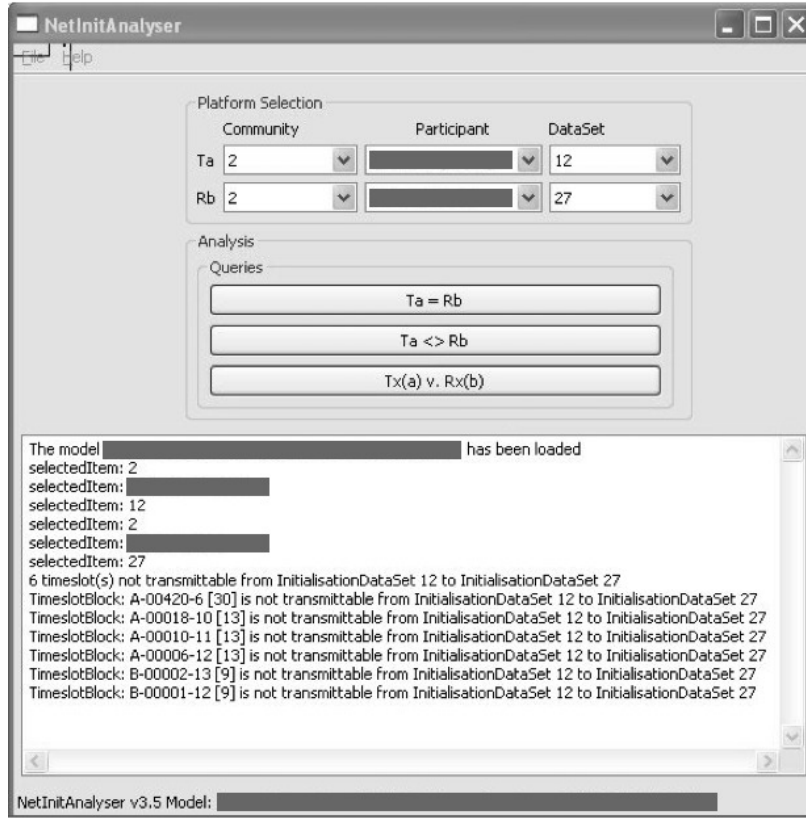 NetInitAnalyser
File Help
Platform Selection
Community Participant DataSet
Ta 2 12
Rb 2 27
Analysis
Queries
Ta = Rb
Ta <> Rb
Tx(a) v. Rx(b)
The model has been loaded
selectedItem: 2
selectedItem:
selectedItem: 12
selectedItem: 2
selectedItem:
selectedItem: 27
6 timeslot(s) not transmittable from InitialisationDataSet 12 to InitialisationDataSet 27
TimeslotBlock: A-00420-6 [30] is not transmittable from InitialisationDataSet 12 to InitialisationDataSet 27
TimeslotBlock: A-00018-10 [13] is not transmittable from InitialisationDataSet 12 to InitialisationDataSet 27
TimeslotBlock: A-00010-11 [13] is not transmittable from InitialisationDataSet 12 to InitialisationDataSet 27
TimeslotBlock: A-00006-12 [13] is not transmittable from InitialisationDataSet 12 to InitialisationDataSet 27
TimeslotBlock: B-00002-13 [9] is not transmittable from InitialisationDataSet 12 to InitialisationDataSet 27
TimeslotBlock: B-00001-12 [9] is not transmittable from InitialisationDataSet 12 to InitialisationDataSet 27
NetInitAnalyser v3.5 Model: